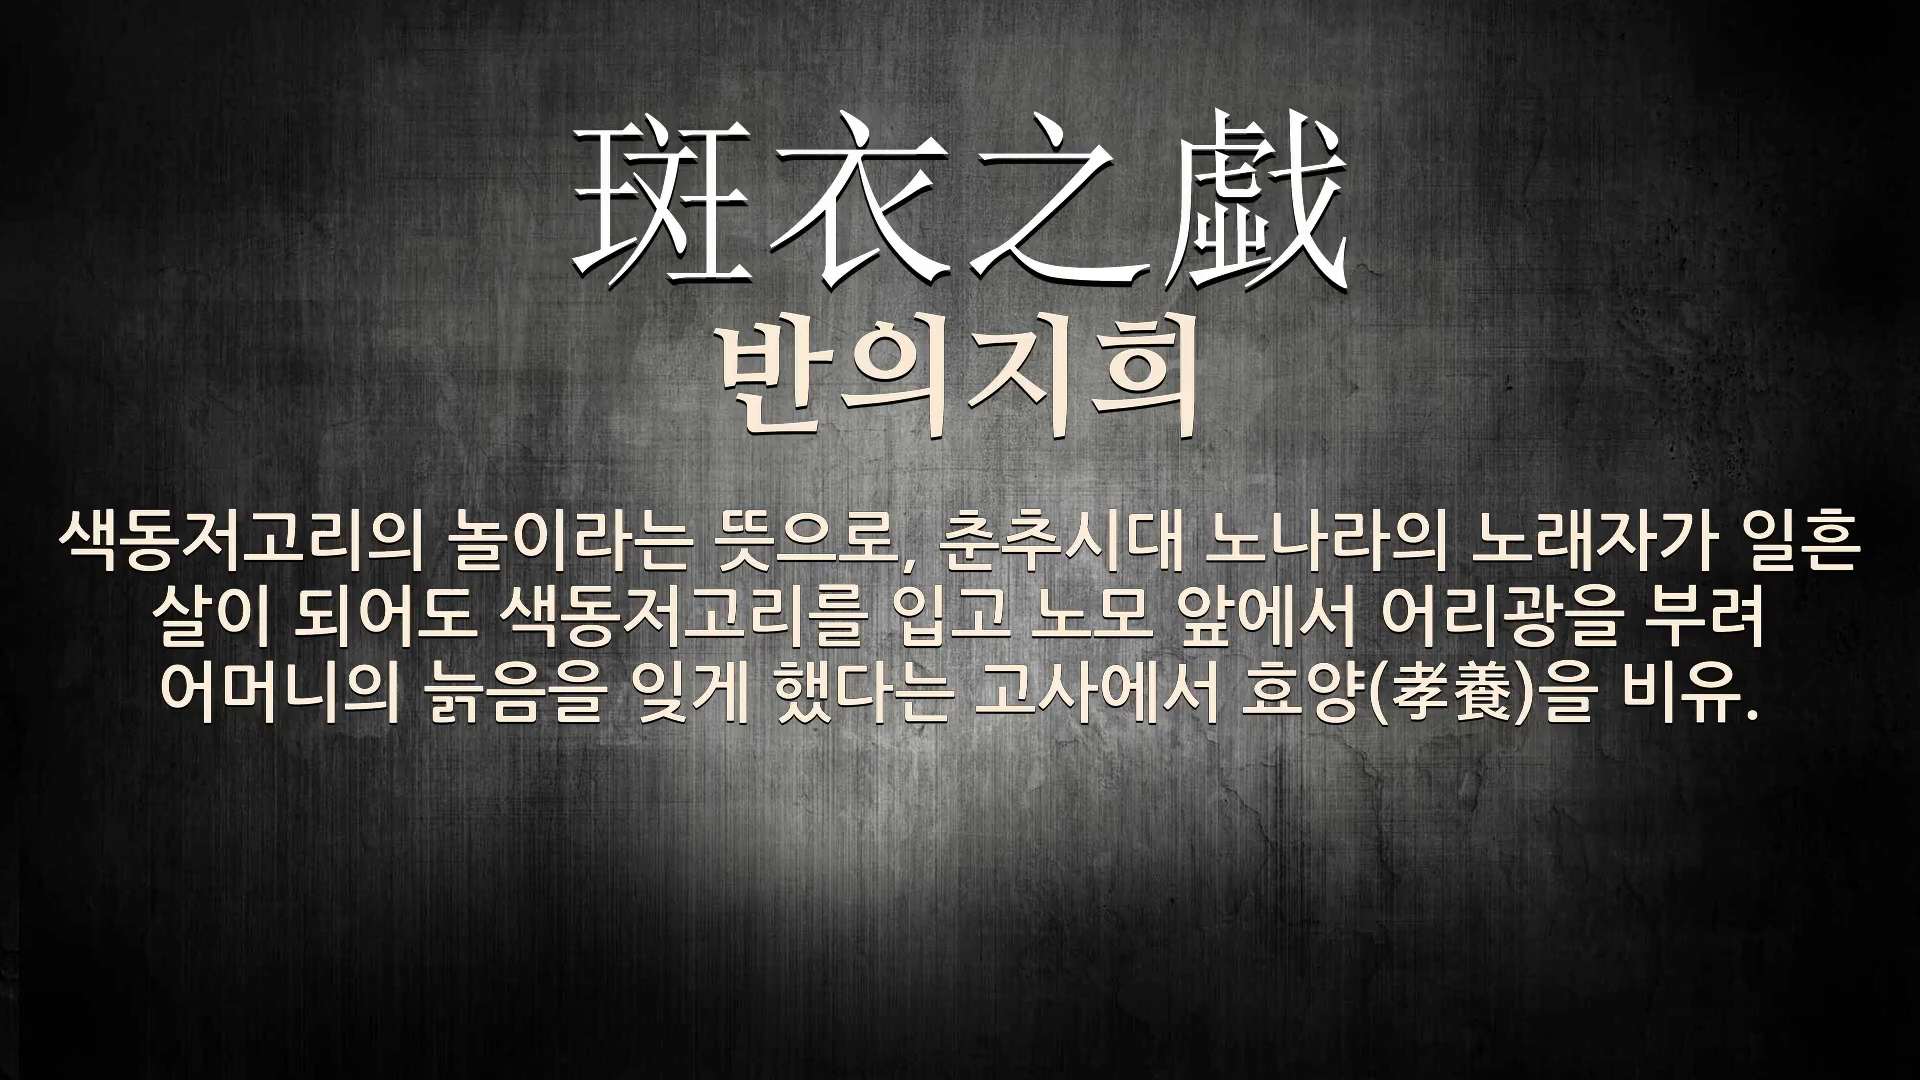 斑衣之戱
반의지희
색동저고리의 놀이라는 뜻으로, 춘추시대 노나라의 노래자가 일흔
살이 되어도 색동저고리를 입고 노모 앞에서 어리광을 부려
어머니의 늙음을 잊게 했다는 고사에서 효양(孝養)을 비유.